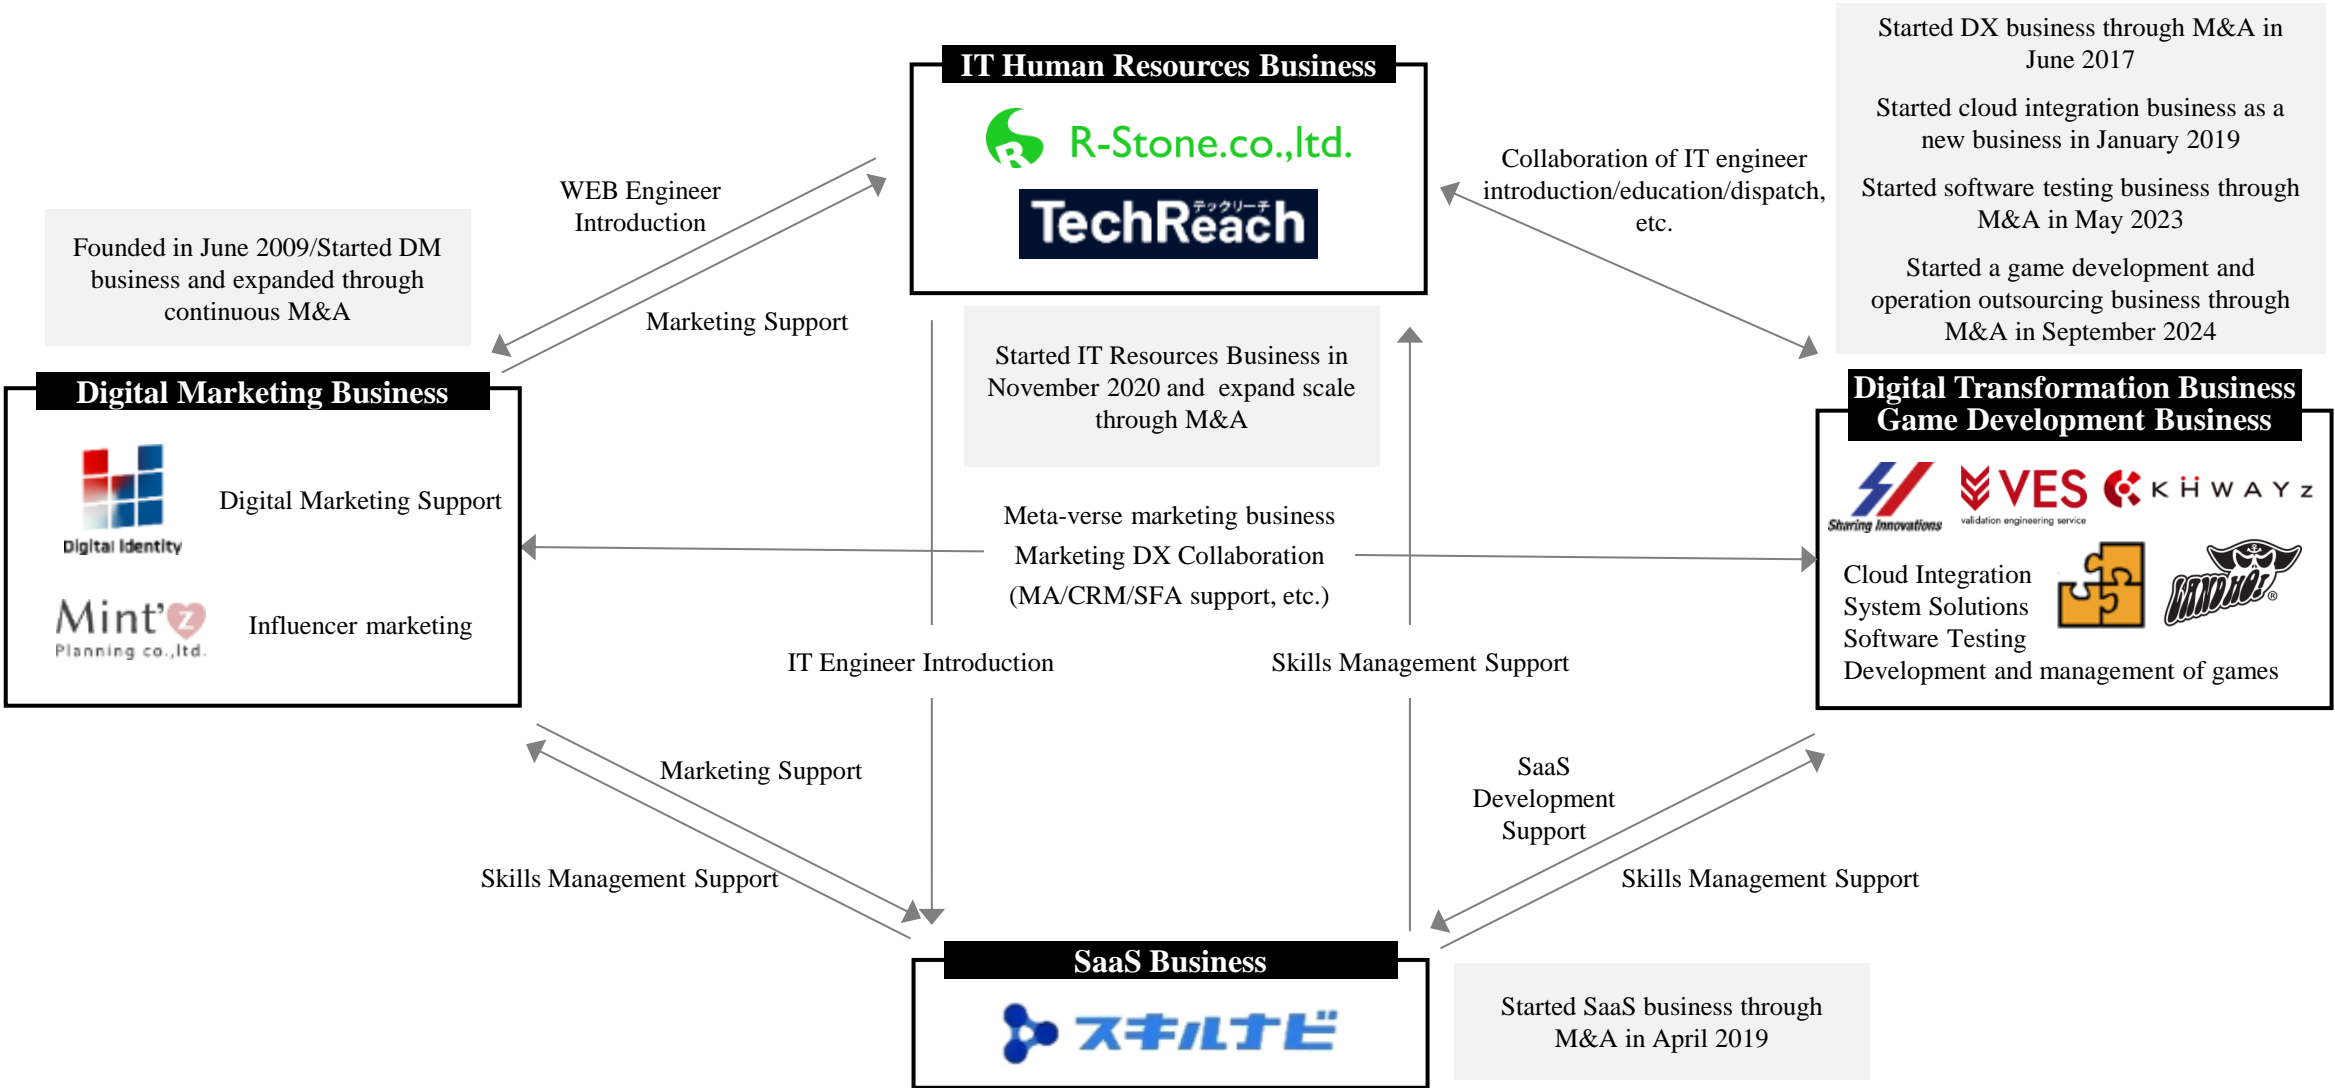 IT Human Resources Business
R-Stone.co.,ltd.
テックリーチ
TechReach
Started DX business through M&A in
June 2017
Started cloud integration business as a
new business in January 2019
Started software testing business through
M&A in May 2023
Started a game development and
operation outsourcing business through
M&A in September 2024
WEB Engineer
Introduction
Marketing Support
Collaboration of IT engineer
introduction/education/dispatch,
etc.
Founded in June 2009/Started DM
business and expanded through
continuous M&A
Started IT Resources Business in
November 2020 and expand scale
through M&A
Digital Marketing Business
Digital Identity
Digital Marketing Support
Mint'z
Planning co.,ltd.
Influencer marketing
Meta-verse marketing business
Marketing DX Collaboration
(MA/CRM/SFA support, etc.)
Digital Transformation Business
Game Development Business
Sharing Innovations
VES
validation engineering service
KHWAYZ
LAND HO!
®
Cloud Integration
System Solutions
Software Testing
Development and management of games
IT Engineer Introduction
Skills Management Support
Marketing Support
Skills Management Support
SaaS
Development
Support
Skills Management Support
SaaS Business
スキルナビ
Started SaaS business through
M&A in April 2019